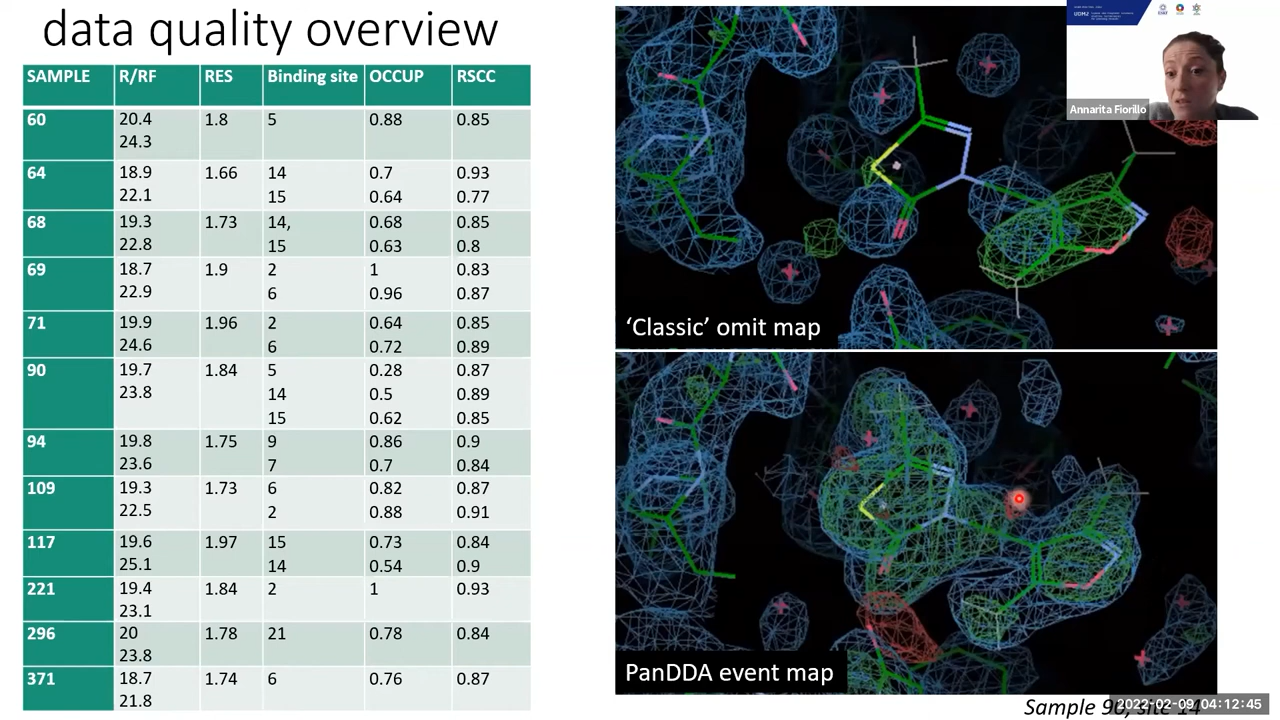 data quality overview
SAMPLE R/RF RES Binding site OCCUP RSCC
60 20.4 1.8 5 0.88 0.85
24.3
64 18.9 1.66 14 0.7 0.93
22.1 15 0.64 0.77
68 19.3 1.73 14, 0.68 0.85
22.8 15 0.63 0.8
69 18.7 1.9 2 1 0.83
22.9 6 0.96 0.87
71 19.9 1.96 2 0.64 0.85
24.6 6 0.72 0.89
90 19.7 1.84 5 0.28 0.87
23.8 14 0.5 0.89
15 0.62 0.85
94 19.8 1.75 9 0.86 0.9
23.6 7 0.7 0.84
109 19.3 1.73 6 0.82 0.87
22.5 2 0.88 0.91
117 19.6 1.97 15 0.73 0.84
25.1 14 0.54 0.9
221 19.4 1.84 2 1 0.93
23.1
296 20 1.78 21 0.78 0.84
23.8
371 18.7 1.74 6 0.76 0.87
21.8
Annarita Fiorillo
‘Classic’ omit map
PanDDA event map
Sample 90, site 14
2022-02-09 04:12:45